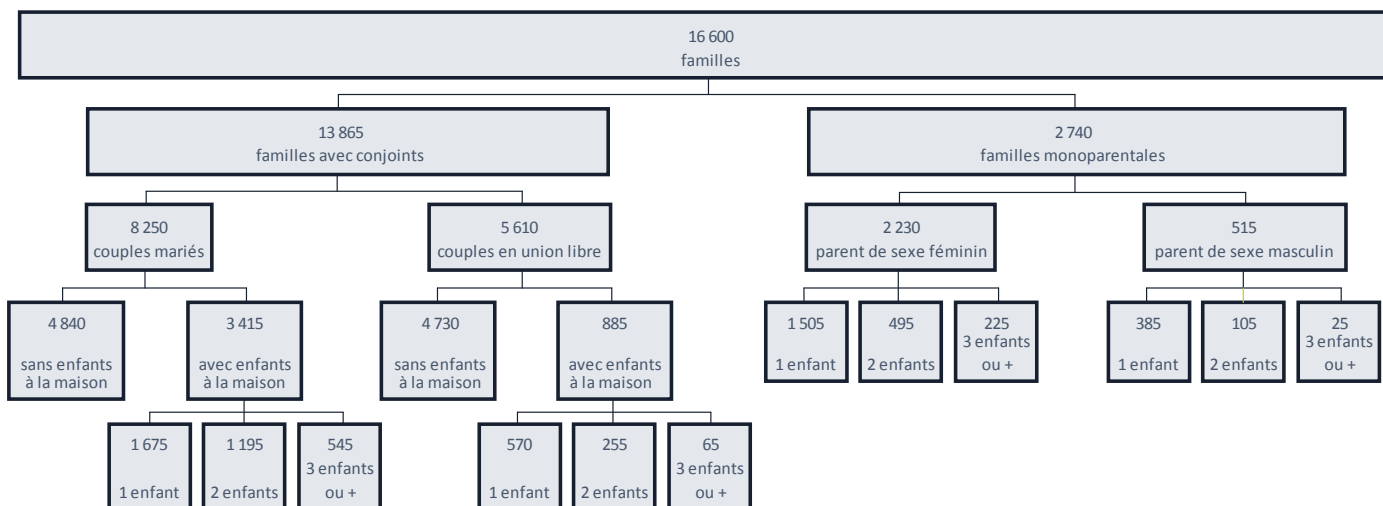 16 600
familles
13 865
familles avec conjoints
2 740
familles monoparentales
8 250
couples mariés
5 610
couples en union libre
2 230
parent de sexe féminin
515
parent de sexe masculin
4 840
sans enfants
à la maison
3 415
avec enfants
à la maison
4 730
sans enfants
à la maison
885
avec enfants
à la maison
1 505
1 enfant
495
2 enfants
225
3 enfants
ou +
385
1 enfant
105
2 enfants
25
3 enfants
ou +
1 675
1 enfant
1 195
2 enfants
545
3 enfants
ou +
570
1 enfant
255
2 enfants
65
3 enfants
ou +